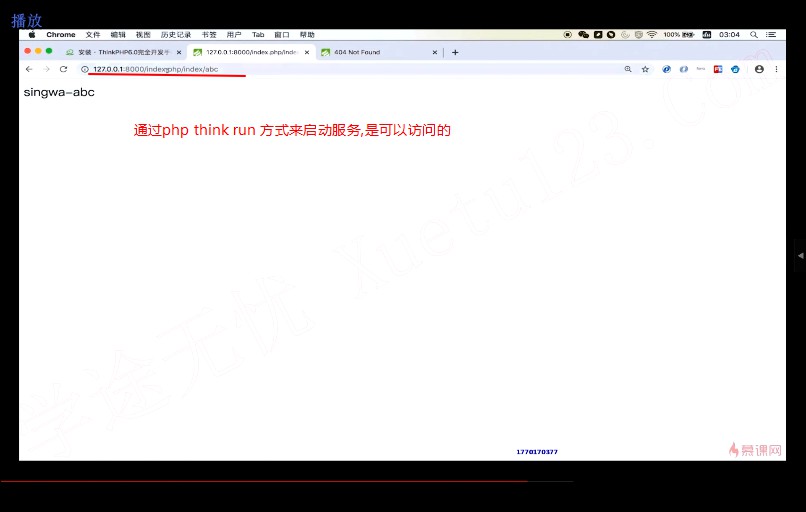 播放
Chrome 文件 编辑 视图 历史记录 书签 用户 Tab 窗口 帮助 100% 03:04
安装 - ThinkPHP6.0完全开发手 127.0.0.1:8000/index.php/inde 404 Not Found
127.0.0.1:8000/index.php/index/abc
singwa-abc
通过php think run 方式来启动服务,是可以访问的
学途无忧 Xuetu123.com
1770170377
慕课网